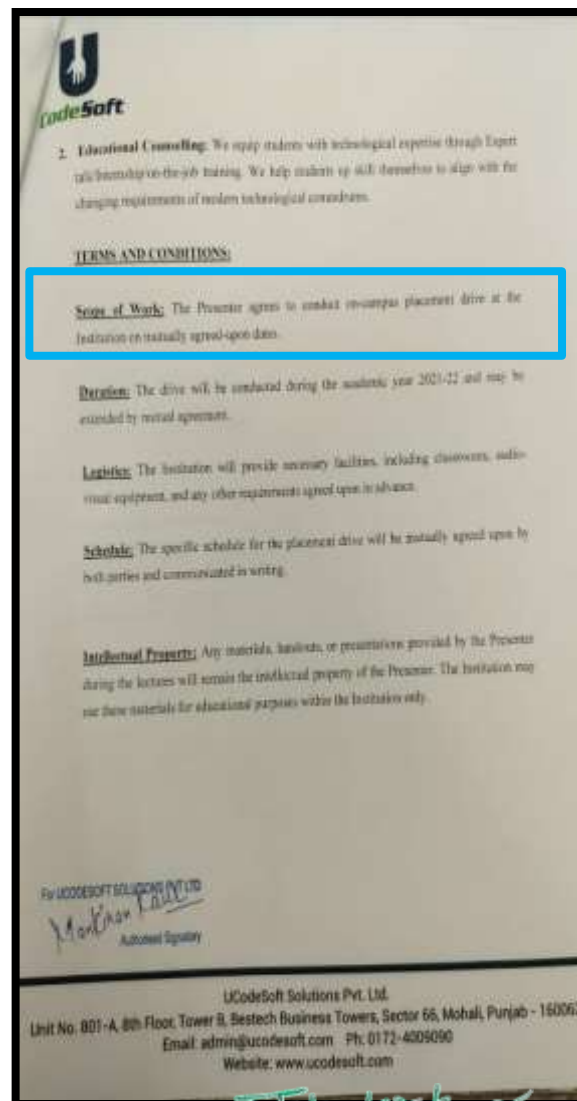 U
CodeSoft
2. Educational Counselling: We equip students with technological expertise through Expert
talk/Internship/on-the-job training. We help students up skill themselves to align with the
changing requirements of modern technological conundrums.
TERMS AND CONDITIONS:
Scope of Work: The Presenter agrees to conduct on-campus placement drive at the
Institution on mutually agreed-upon dates.
Duration: The drive will be conducted during the academic year 2021-22 and may be
extended by mutual agreement.
Logistics: The Institution will provide necessary facilities, including classrooms, audio-
visual equipment, and any other requirements agreed upon in advance.
Schedule: The specific schedule for the placement drive will be mutually agreed upon by
both parties and communicated in writing.
Intellectual Property: Any materials, handouts, or presentations provided by the Presenter
during the lectures will remain the intellectual property of the Presenter. The Institution may
use these materials for educational purposes within the Institution only.
For UCODESOFT SOLUTIONS PVT LTD
Authorised Signatory
UCodeSoft Solutions Pvt. Ltd.
Unit No. 801-A, 8th Floor, Tower B, Bestech Business Towers, Sector 66, Mohali, Punjab - 16006
Email: admin@ucodesoft.com Ph: 0172-4009090
Website: www.ucodesoft.com